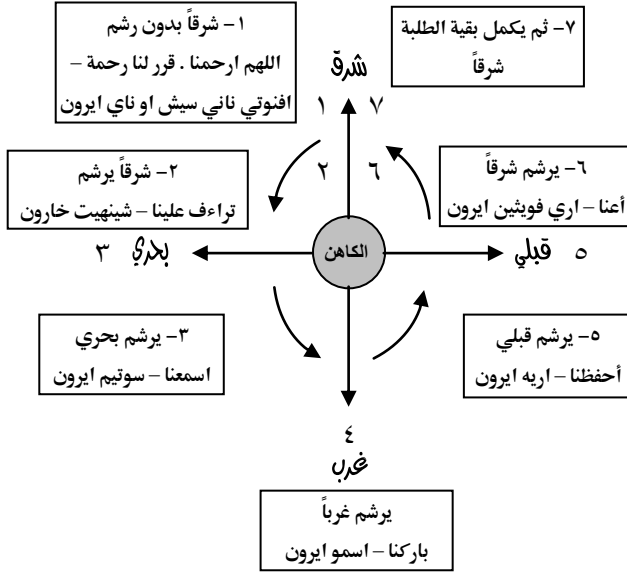 ١- شرقاً بدون رشم
اللهم ارحمنا . قرر لنا رحمة –
افنوتي ناني سيش او ناي ايرون
٧- ثم يكمل بقية الطلبة
شرقاً
شرق
١ ٧
٢ ٦
٢- شرقاً يرشم
تراءف علينا – شينهيت خارون
٦- يرشم شرقاً
أعنا – اري فويثين ايرون
٣ بحري
الكاهن
قبلي ٥
٣- يرشم بحري
اسمعنا – سوتيم ايرون
٥- يرشم قبلي
أحفظنا – اريه ايرون
٤
غرب
يرشم غرباً
باركنا – اسمو ايرون